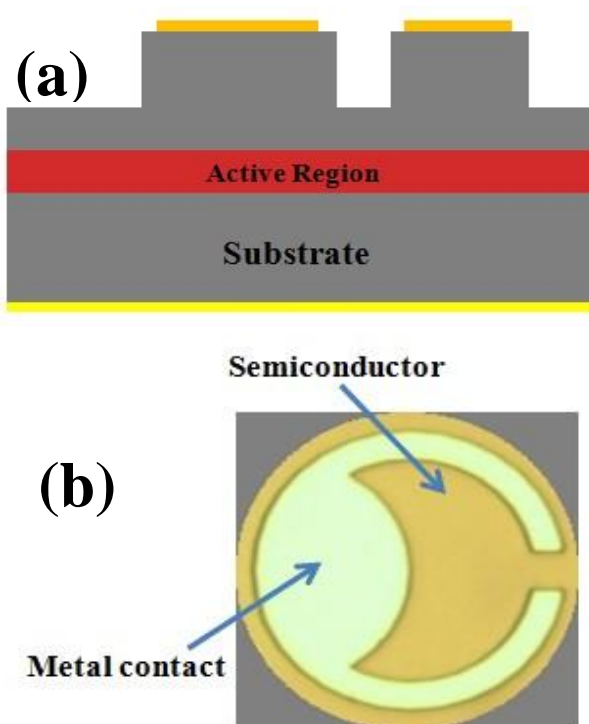 (a)
Active Region
Substrate
Semiconductor
(b)
Metal contact